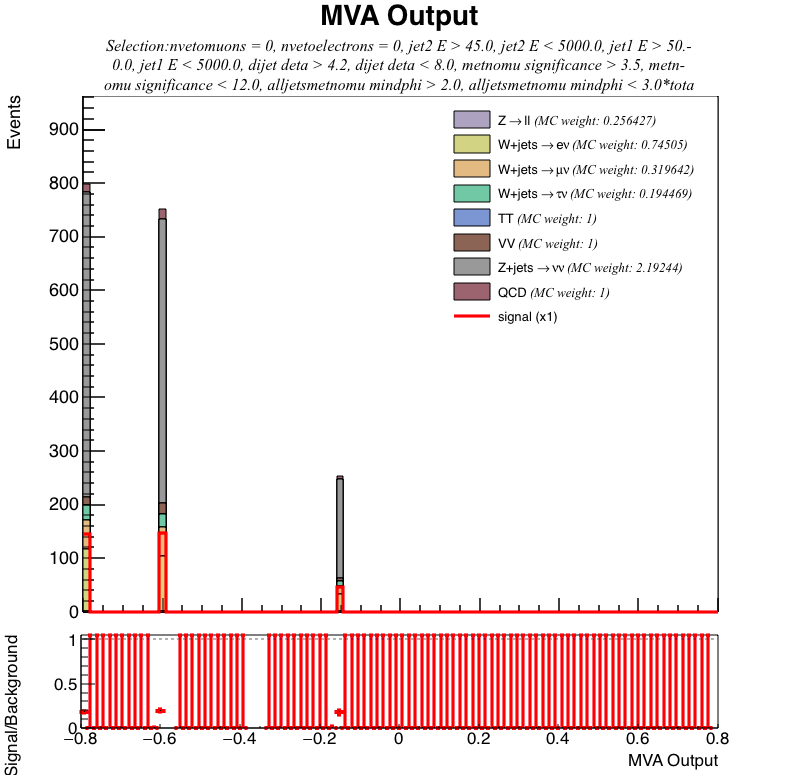 MVA Output
Selection:nvetomuons = 0, nvetoelectrons = 0, jet2 E > 45.0, jet2 E < 5000.0, jet1 E > 50.-
0.0, jet1 E < 5000.0, dijet deta > 4.2, dijet deta < 8.0, metnomu significance > 3.5, metn-
omu significance < 12.0, alljetsmetnomu mindphi > 2.0, alljetsmetnomu mindphi < 3.0*tota
Events
900
800
700
600
500
400
300
200
100
0
Z→ll (MC weight: 0.256427)
W+jets→eν (MC weight: 0.74505)
W+jets→μν (MC weight: 0.319642)
W+jets→τν (MC weight: 0.194469)
TT (MC weight: 1)
VV (MC weight: 1)
Z+jets→νν (MC weight: 2.19244)
QCD (MC weight: 1)
signal (x1)
Signal/Background
1
0.5
0
−0.8 −0.6 −0.4 −0.2 0 0.2 0.4 0.6 0.8
MVA Output